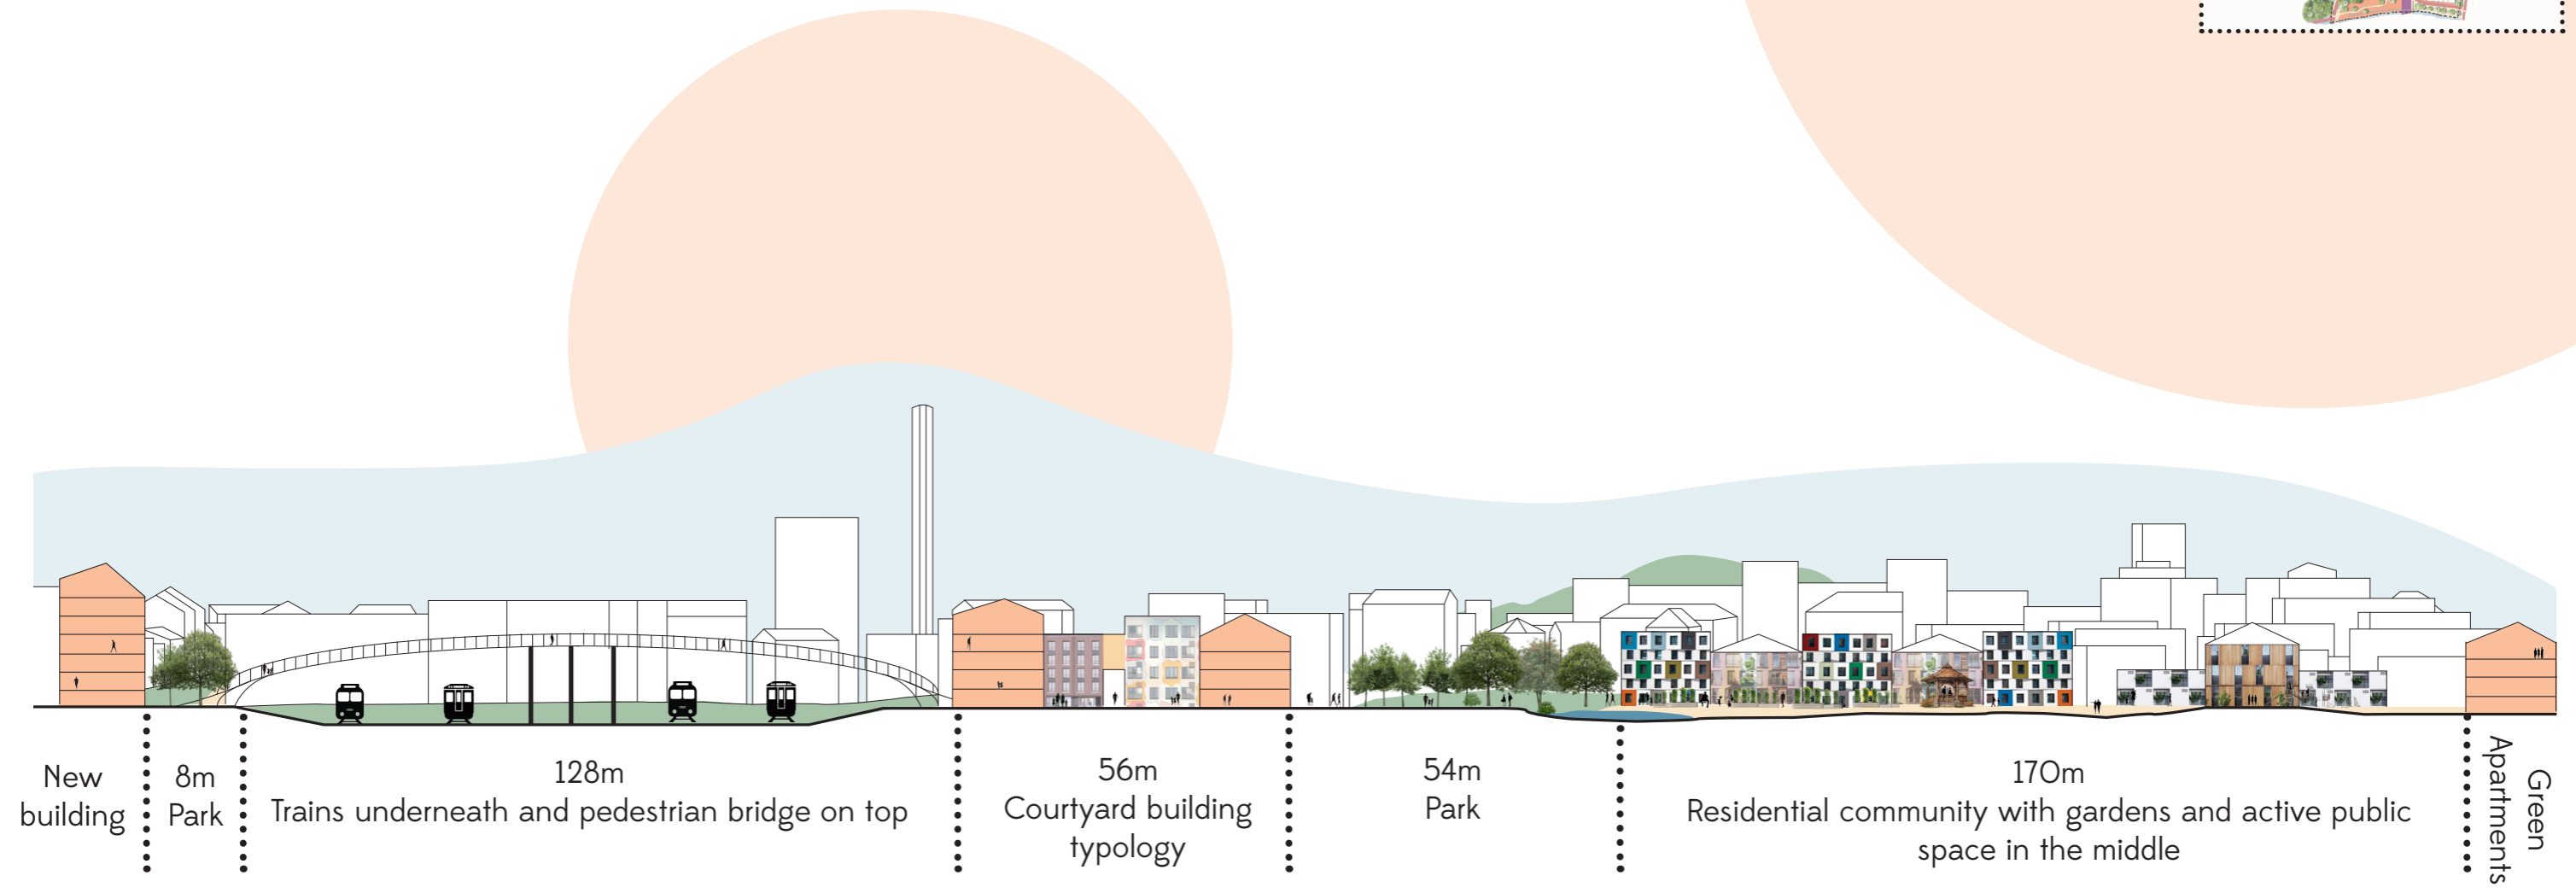 New
building
8m
Park
128m
Trains underneath and pedestrian bridge on top
56m
Courtyard building
typology
54m
Park
170m
Residential community with gardens and active public
space in the middle
Green
Apartments